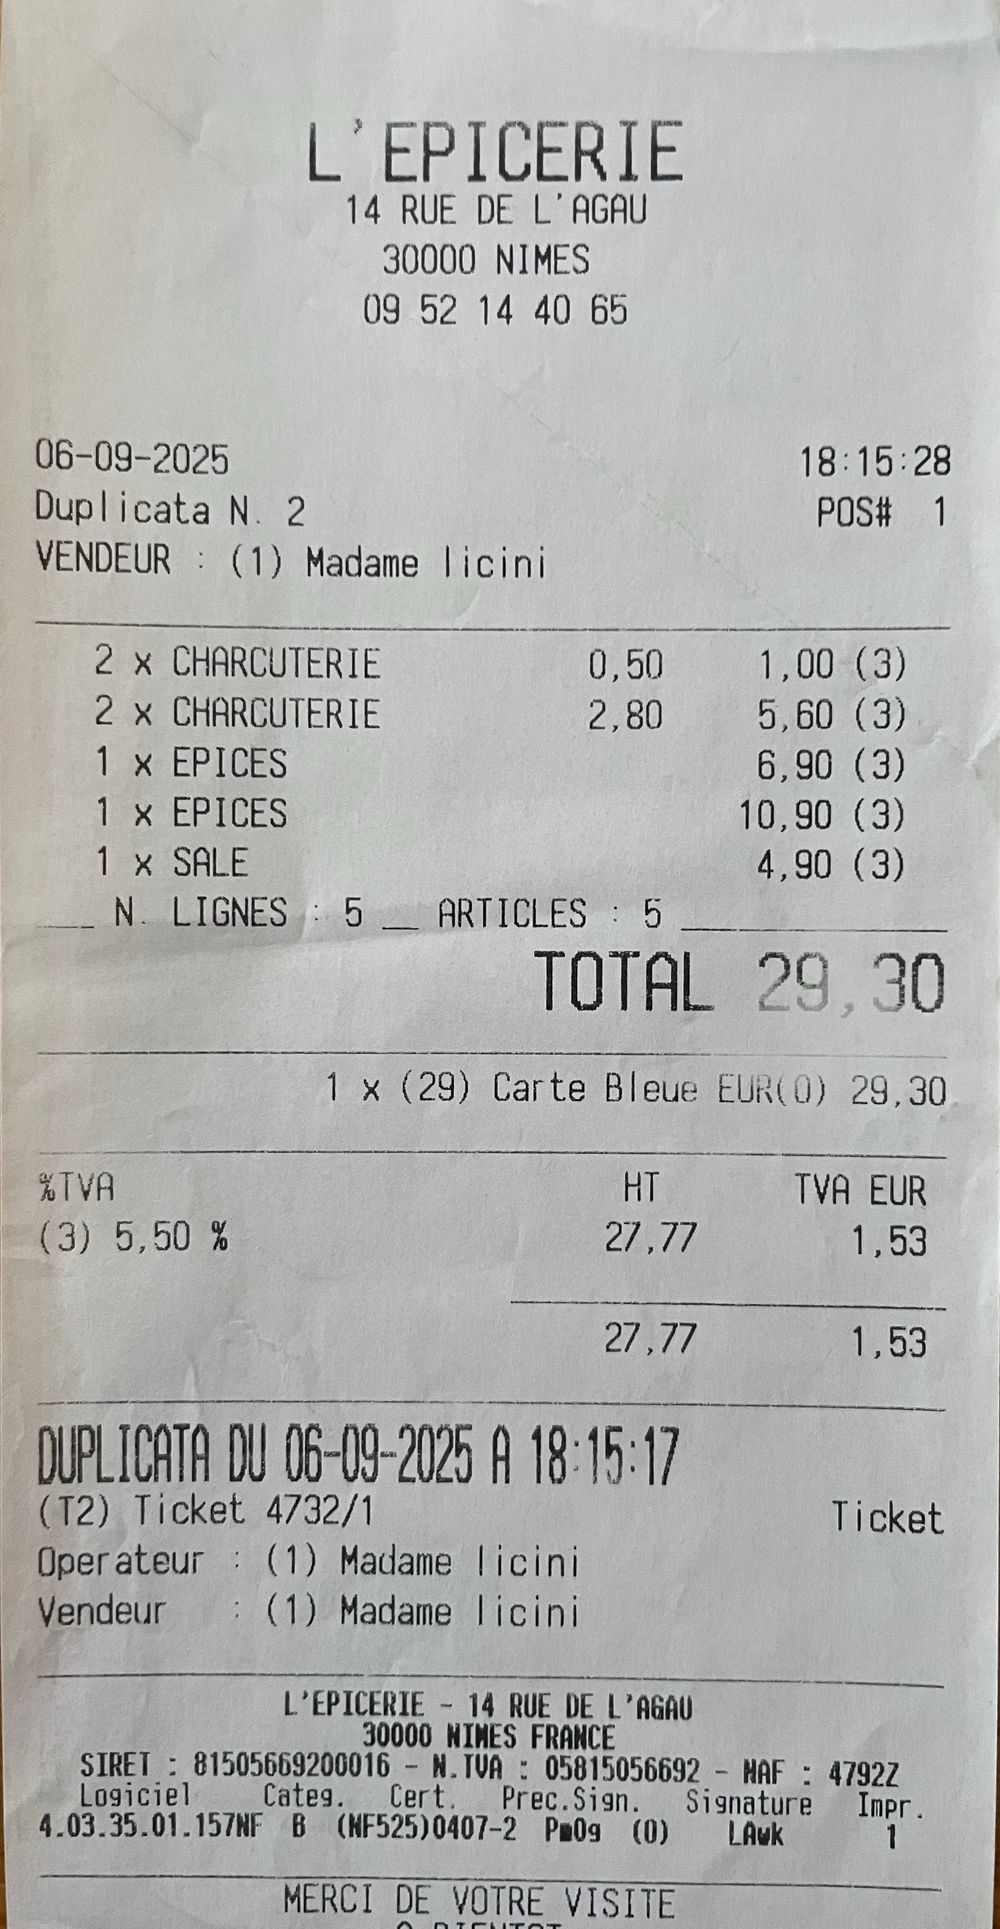 L'EPICERIE
14 RUE DE L'AGAU
30000 NIMES
09 52 14 40 65
06-09-2025 18:15:28
Duplicata N. 2 POS# 1
VENDEUR : (1) Madame licini
2 x CHARCUTERIE 0,50 1,00 (3)
2 x CHARCUTERIE 2,80 5,60 (3)
1 x EPICES 6,90 (3)
1 x EPICES 10,90 (3)
1 x SALE 4,90 (3)
___ N. LIGNES : 5 __ ARTICLES : 5 ______________
TOTAL 29,30
1 x (29) Carte Bleue EUR(0) 29,30
%TVA HT TVA EUR
(3) 5,50 % 27,77 1,53
27,77 1,53
DUPLICATA DU 06-09-2025 A 18:15:17
(T2) Ticket 4732/1 Ticket
Operateur : (1) Madame licini
Vendeur : (1) Madame licini
L'EPICERIE - 14 RUE DE L'AGAU
30000 NIMES FRANCE
SIRET : 81505669200016 - N.TVA : 05815056692 - NAF : 4792Z
Logiciel Categ. Cert. Prec.Sign. Signature Impr.
4.03.35.01.157NF B (NF525)0407-2 PmOg (0) LAwk 1
MERCI DE VOTRE VISITE
A BIENTOT